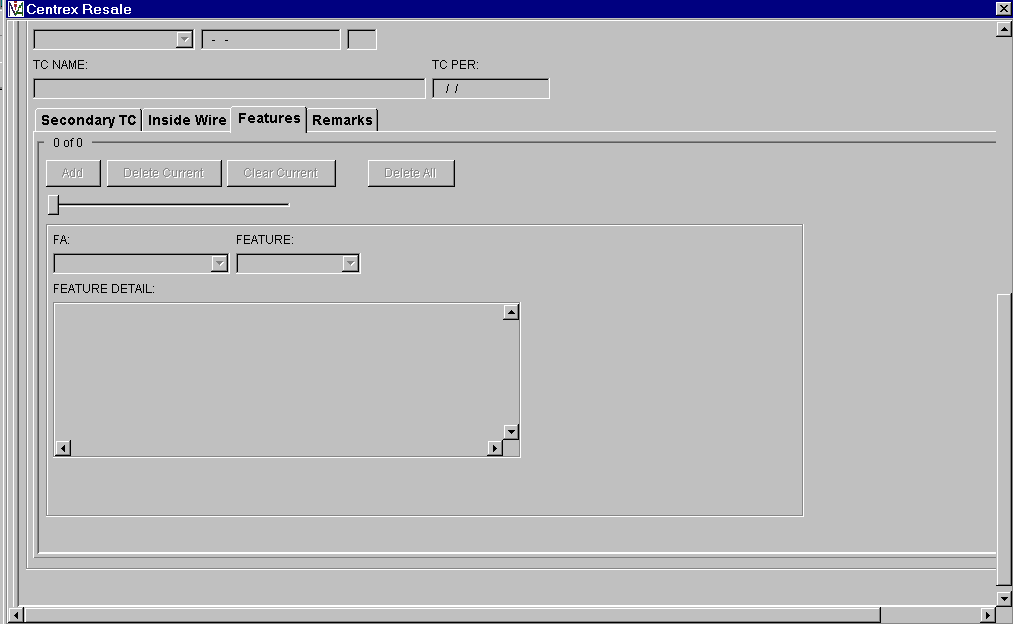 Centrex Resale
- -
TC NAME: TC PER:
/ /
Secondary TC Inside Wire Features Remarks
0 of 0
Add Delete Current Clear Current Delete All
FA: FEATURE:
FEATURE DETAIL: